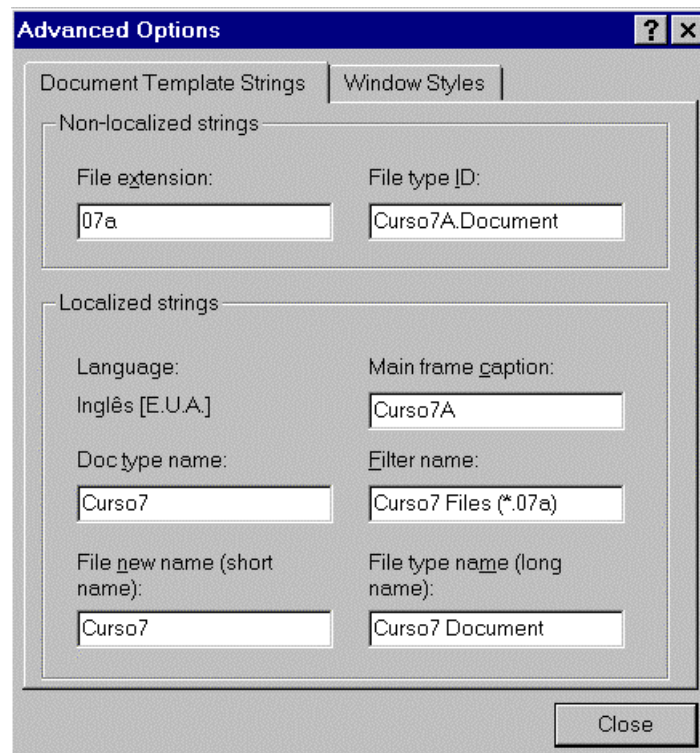 Advanced Options
Document Template Strings
Window Styles
Non-localized strings
File extension:
File type ID:
07a
Curso7A.Document
Localized strings
Language:
Main frame caption:
Inglês [E.U.A.]
Curso7A
Doc type name:
Filter name:
Curso7
Curso7 Files (*.07a)
File new name (short
name):
File type name (long
name):
Curso7
Curso7 Document
Close